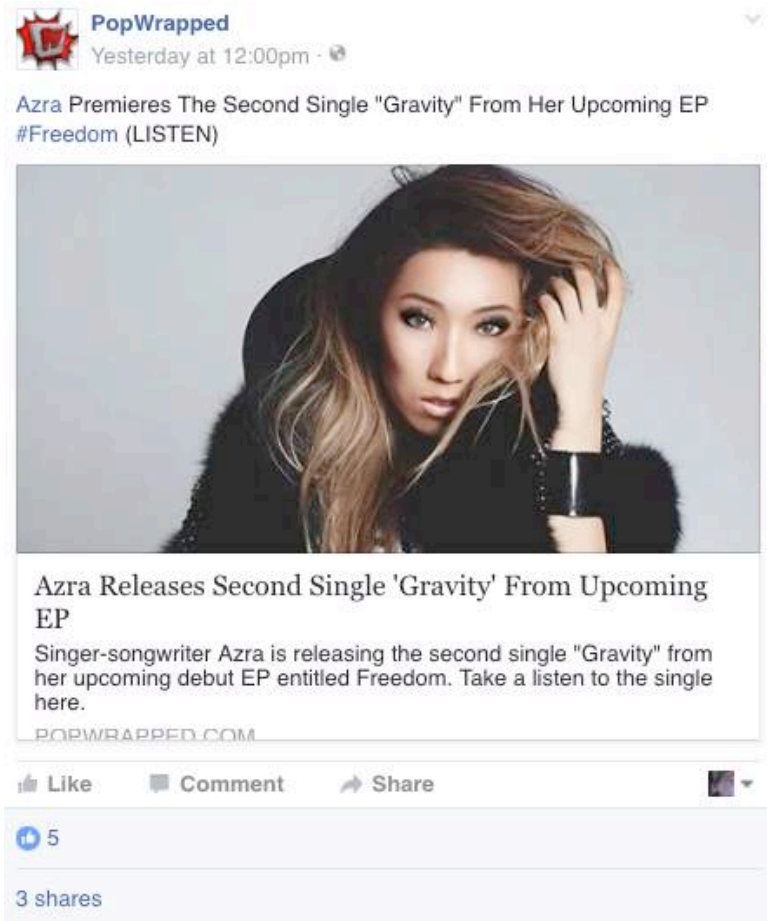 PopWrapped
Yesterday at 12:00pm ·
Azra Premieres The Second Single "Gravity" From Her Upcoming EP
#Freedom (LISTEN)
Azra Releases Second Single 'Gravity' From Upcoming
EP
Singer-songwriter Azra is releasing the second single "Gravity" from
her upcoming debut EP entitled Freedom. Take a listen to the single
here.
POPWRAPPED.COM
Like Comment Share
5
3 shares